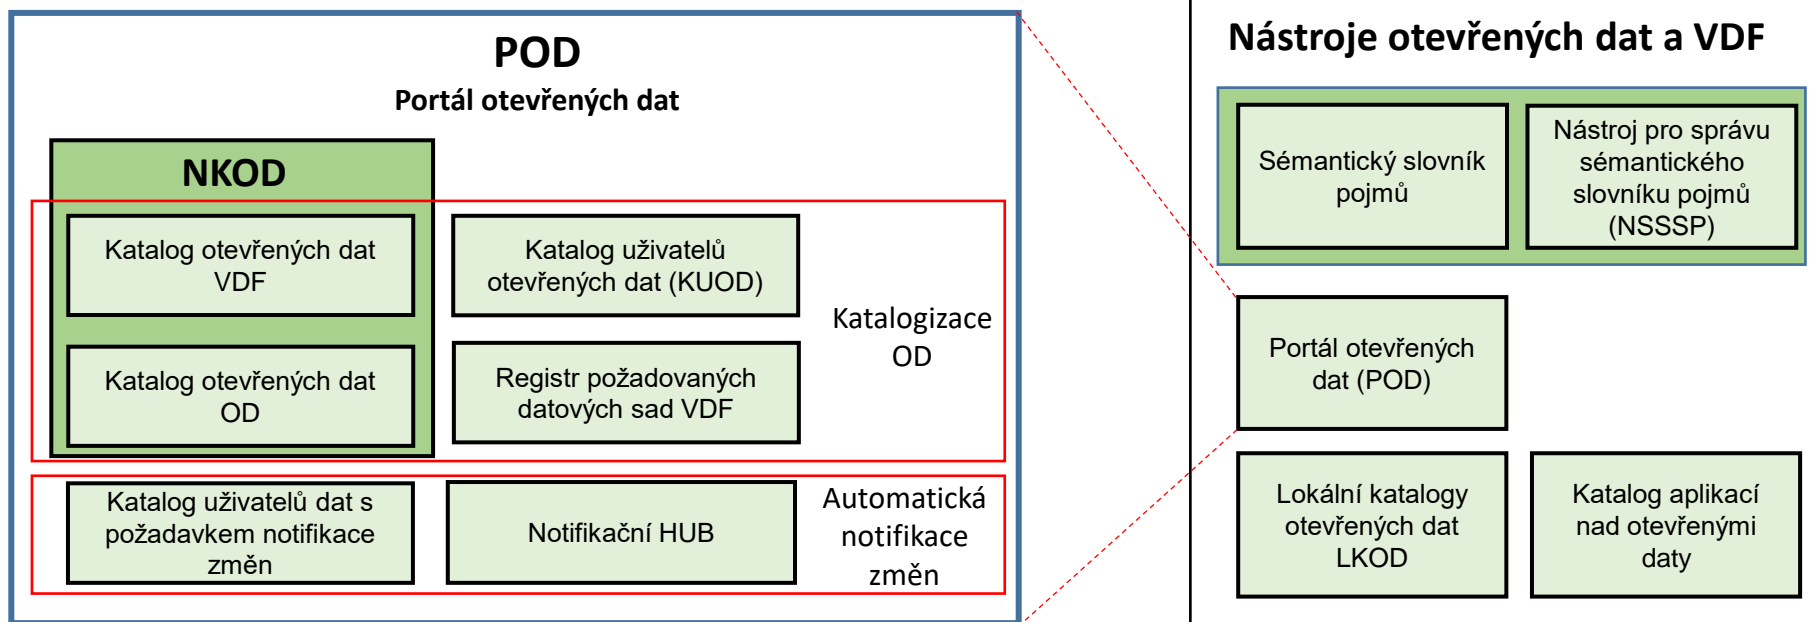 POD
Portál otevřených dat
NKOD
Katalog otevřených dat
VDF
Katalog uživatelů
otevřených dat (KUOD)
Katalog otevřených dat
OD
Registr požadovaných
datových sad VDF
Katalogizace
OD
Katalog uživatelů dat s
požadavkem notifikace
změn
Notifikační HUB
Automatická
notifikace
změn
Nástroje otevřených dat a VDF
Sémantický slovník
pojmů
Nástroj pro správu
sémantického
slovníku pojmů
(NSSSP)
Portál otevřených
dat (POD)
Lokální katalogy
otevřených dat
LKOD
Katalog aplikací
nad otevřenými
daty